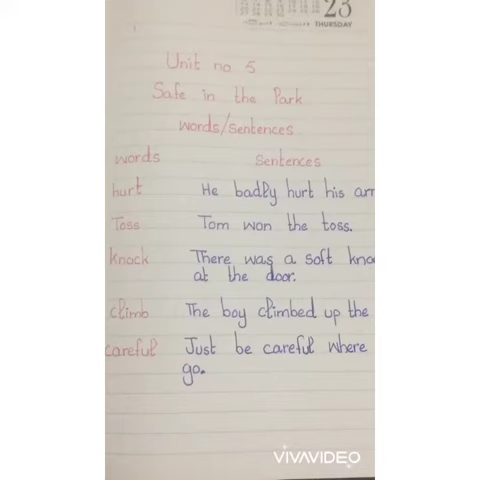 23
THURSDAY
Unit no 5
Safe in the Park
words/sentences
words sentences
hurt He badly hurt his arm
Toss Tom won the toss.
knock There was a soft kno
at the door.
climb The boy climbed up the
careful Just be careful where
go.
VIVAVIDEO